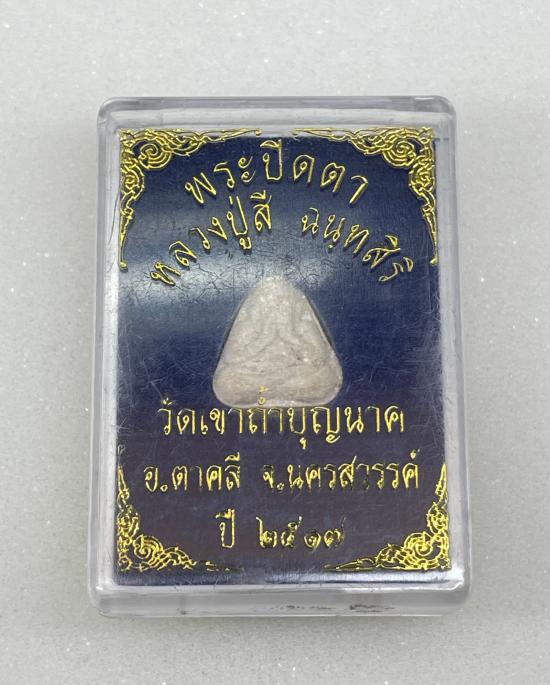 พระปิดตา
หลวงปู่สี ฉนฺทสิริ
วัดเขาถ้ำบุญนาค
อ.ตาคลี จ.นครสวรรค์
ปี ๒๕๑๗